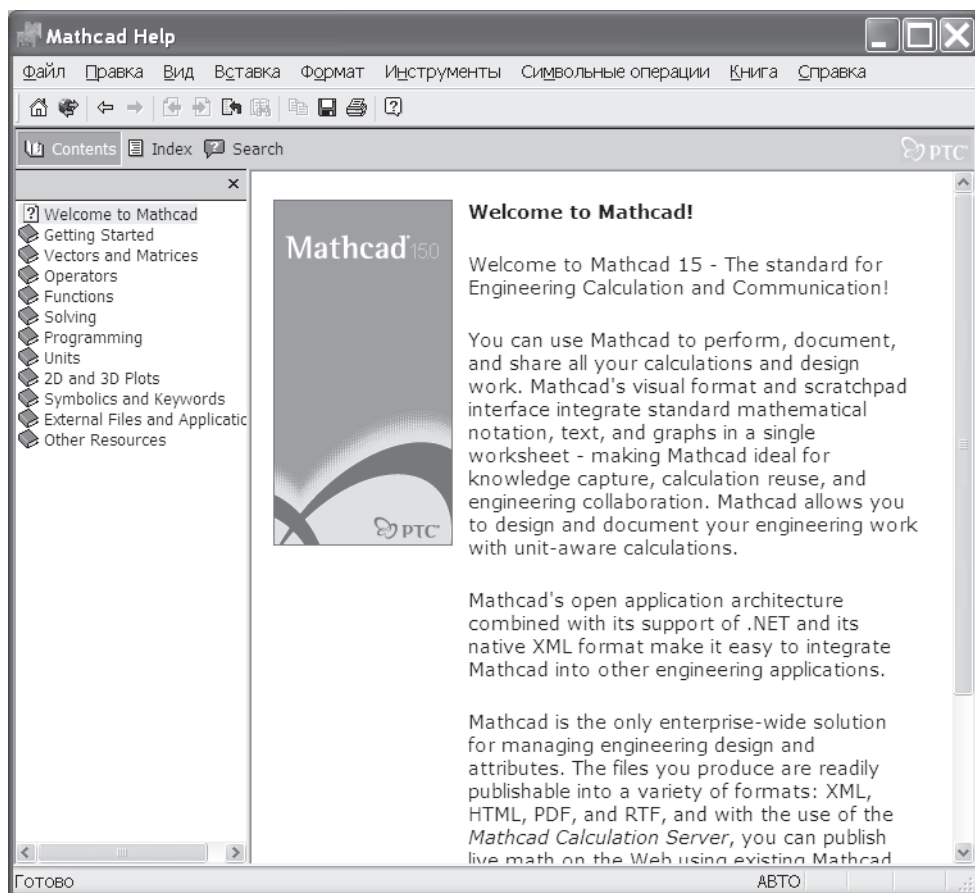 Mathcad Help
Файл Правка Вид Вставка Формат Инструменты Символьные операции Книга Справка
Contents Index Search
PTC
Welcome to Mathcad
Getting Started
Vectors and Matrices
Operators
Functions
Solving
Programming
Units
2D and 3D Plots
Symbolics and Keywords
External Files and Applicatic
Other Resources
Mathcad 15.0
PTC
Welcome to Mathcad!
Welcome to Mathcad 15 - The standard for
Engineering Calculation and Communication!
You can use Mathcad to perform, document,
and share all your calculations and design
work. Mathcad's visual format and scratchpad
interface integrate standard mathematical
notation, text, and graphs in a single
worksheet - making Mathcad ideal for
knowledge capture, calculation reuse, and
engineering collaboration. Mathcad allows you
to design and document your engineering work
with unit-aware calculations.
Mathcad's open application architecture
combined with its support of .NET and its
native XML format make it easy to integrate
Mathcad into other engineering applications.
Mathcad is the only enterprise-wide solution
for managing engineering design and
attributes. The files you produce are readily
publishable into a variety of formats: XML,
HTML, PDF, and RTF, and with the use of the
Mathcad Calculation Server, you can publish
live math on the Web using existing Mathcad
Готово АВТО